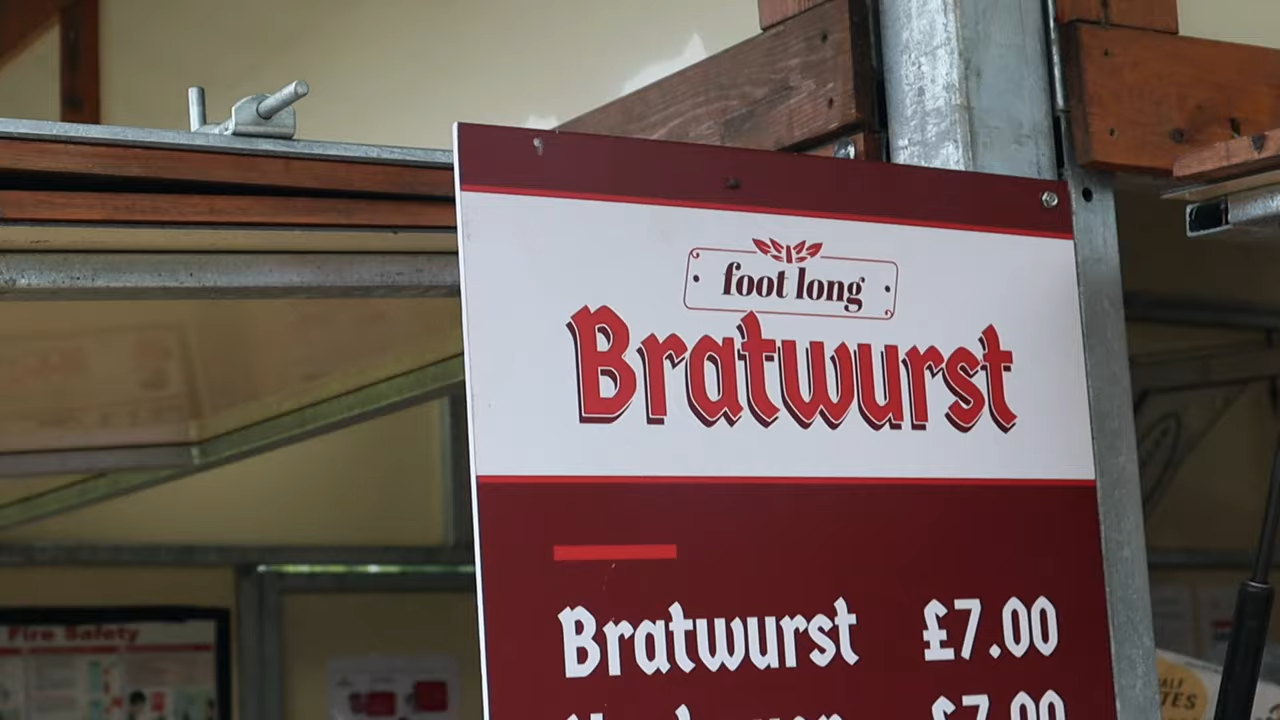 foot long
Bratwurst
Bratwurst £7.00
£7.00
Fire Safety